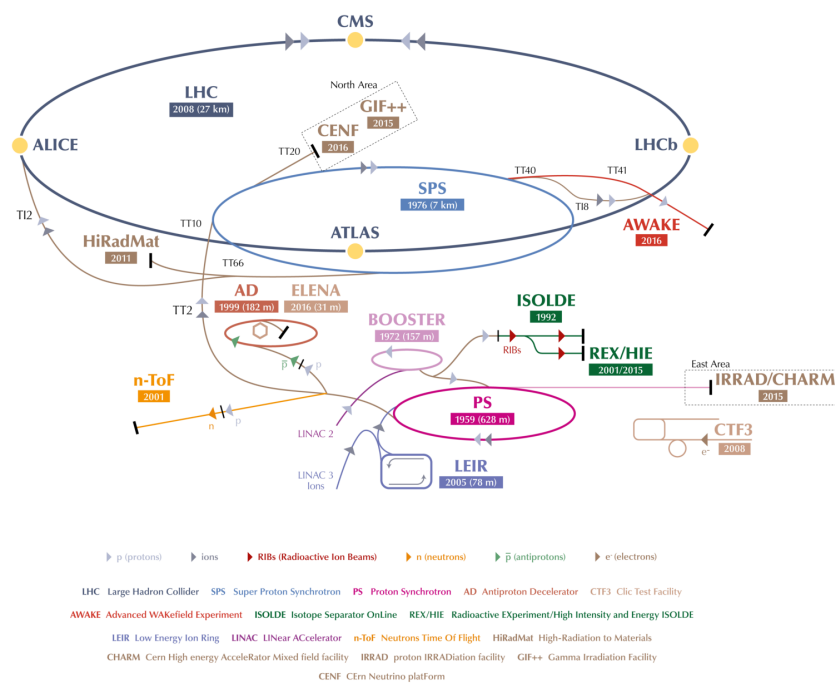 CMS
LHC
2008 (27 km)
North Area
GIF++
2015
CENF
2016
ALICE
LHCb
TT20
TT40
TT41
SPS
1976 (7 km)
TI2
TI8
TT10
ATLAS
AWAKE
2016
HiRadMat
2011
TT66
AD
1999 (182 m)
ELENA
2016 (31 m)
TT2
BOOSTER
1972 (157 m)
ISOLDE
1992
RIBs
REX/HIE
2001/2015
p̅
p
East Area
IRRAD/CHARM
2015
n-ToF
2001
n
p
PS
1959 (628 m)
LINAC 2
CTF3
2008
e⁻
LEIR
2005 (78 m)
LINAC 3
Ions
p (protons) ions RIBs (Radioactive Ion Beams) n (neutrons) p̅ (antiprotons) e⁻ (electrons)
LHC Large Hadron Collider SPS Super Proton Synchrotron PS Proton Synchrotron AD Antiproton Decelerator CTF3 Clic Test Facility
AWAKE Advanced WAKefield Experiment ISOLDE Isotope Separator OnLine REX/HIE Radioactive EXperiment/High Intensity and Energy ISOLDE
LEIR Low Energy Ion Ring LINAC LINear ACcelerator n-ToF Neutrons Time Of Flight HiRadMat High-Radiation to Materials
CHARM Cern High energy AcceleRator Mixed field facility IRRAD proton IRRADiation facility GIF++ Gamma Irradiation Facility
CENF CErn Neutrino platForm